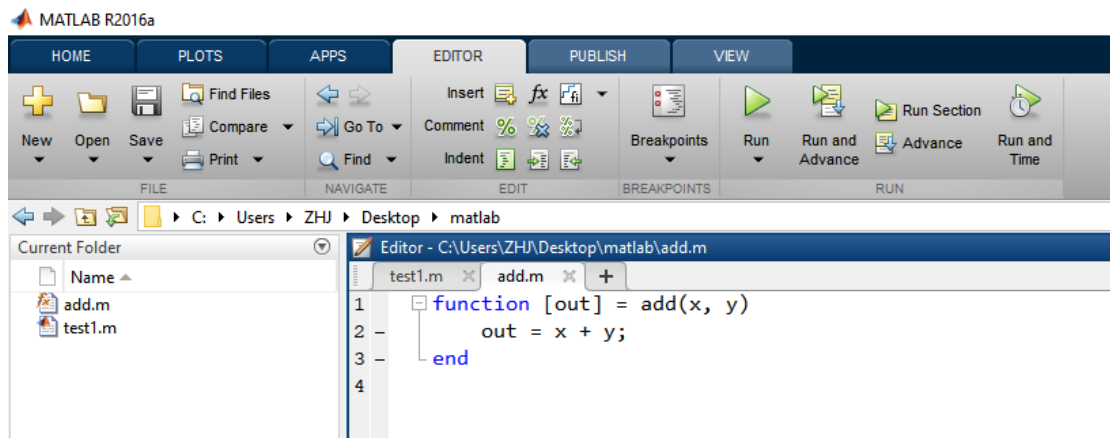 MATLAB R2016a
HOME PLOTS APPS EDITOR PUBLISH VIEW
Find Files Insert fx fi
New Open Save Compare Go To Comment % Breakpoints Run Run and Advance Run Section Run and Time
Print Find Indent Advance
FILE NAVIGATE EDIT BREAKPOINTS RUN
C: Users ZHJ Desktop matlab
Current Folder Editor - C:\Users\ZHJ\Desktop\matlab\add.m
Name test1.m add.m
add.m
test1.m
1 function [out] = add(x, y)
2 – out = x + y;
3 – end
4